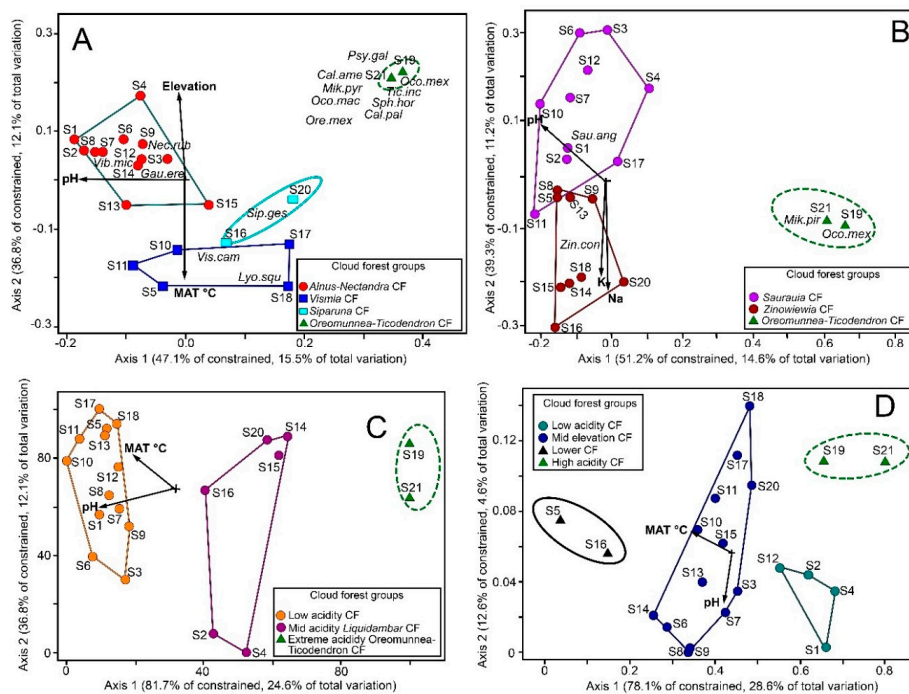 A
Axis 2 (36.8% of constrained, 12.1% of total variation)
0.3
0.1
-0.1
-0.3
-0.2
0.0
0.2
0.4
Axis 1 (47.1% of constrained, 15.5% of total variation)
Elevation
pH
MAT °C
S4
S1
S6
S9
S8
S7
Nec.rub
S2
S12
S3
Vib.mic
S14
Gau.ere
S13
S15
S10
S11
S5
S17
S18
S16
S20
Sip.ges
Vis.cam
Lyo.squ
Psy.gal
S19
Cal.ame
S21
Oco.mex
Mik.pyr
Tic.inc
Oco.mac
Sph.hor
Ore.mex
Cal.pal
Cloud forest groups
Alnus-Nectandra CF
Vismia CF
Siparuna CF
Oreomunnea-Ticodendron CF
B
Axis 2 (39.3% of constrained, 11.2% of total variation)
0.3
0.1
-0.1
-0.3
-0.2
0.0
0.2
0.4
0.6
0.8
Axis 1 (51.2% of constrained, 14.6% of total variation)
S6
S3
S12
S4
S7
S10
pH
Sau.ang
S1
S2
S17
S8
S5
S9
S13
S11
Zin.con
S18
S15
S14
S20
S16
K
Na
S21
S19
Mik.pir
Oco.mex
Cloud forest groups
Saurauia CF
Zinowiewia CF
Oreomunnea-Ticodendron CF
C
Axis 2 (36.8% of constrained, 12.1% of total variation)
80
40
0
0
40
60
100
Axis 1 (81.7% of constrained, 24.6% of total variation)
S17
S18
S11
S5
S13
S10
S12
S8
pH
S1
S7
S9
S6
S3
MAT °C
S20
S14
S15
S16
S2
S4
S19
S21
Cloud forest groups
Low acidity CF
Mid acidity Liquidambar CF
Extreme acidity Oreomunnea-
Ticodendron CF
D
Axis 2 (12.6% of constrained, 4.6% of total variation)
0.12
0.08
0.04
0
0
0.2
0.4
0.6
0.8
Axis 1 (78.1% of constrained, 28.6% of total variation)
Cloud forest groups
Low acidity CF
Mid elevation CF
Lower CF
High acidity CF
S18
S17
S19
S21
S11
S20
S5
S10
S15
MAT °C
S16
S12
S2
S13
S3
S4
pH
S14
S7
S6
S8
S9
S1